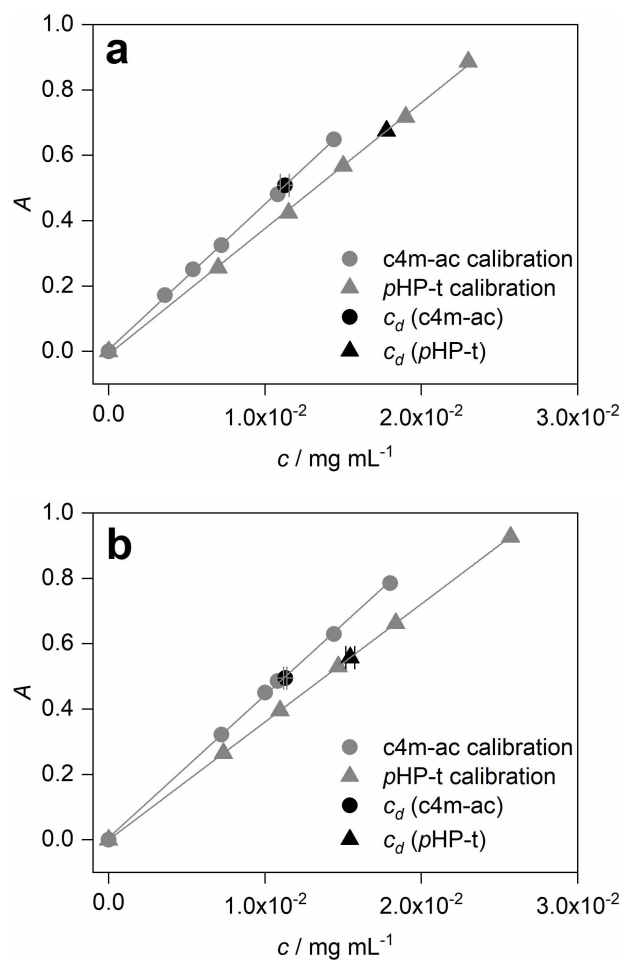 a
1.0
0.8
0.6
0.4
0.2
0.0
A
c4m-ac calibration
pHP-t calibration
c_d (c4m-ac)
c_d (pHP-t)
0.0 1.0x10⁻² 2.0x10⁻² 3.0x10⁻²
c / mg mL⁻¹
b
1.0
0.8
0.6
0.4
0.2
0.0
A
c4m-ac calibration
pHP-t calibration
c_d (c4m-ac)
c_d (pHP-t)
0.0 1.0x10⁻² 2.0x10⁻² 3.0x10⁻²
c / mg mL⁻¹